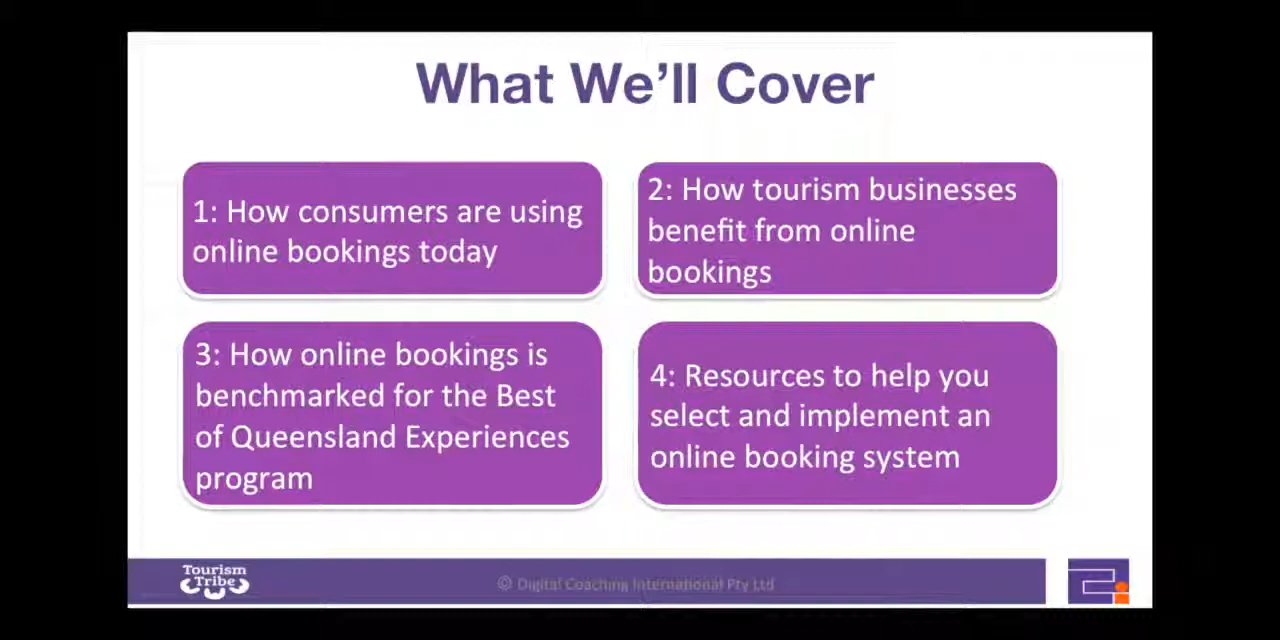 What We'll Cover
1: How consumers are using
online bookings today
2: How tourism businesses
benefit from online
bookings
3: How online bookings is
benchmarked for the Best
of Queensland Experiences
program
4: Resources to help you
select and implement an
online booking system
Tourism
Tribe
© Digital Coaching International Pty Ltd